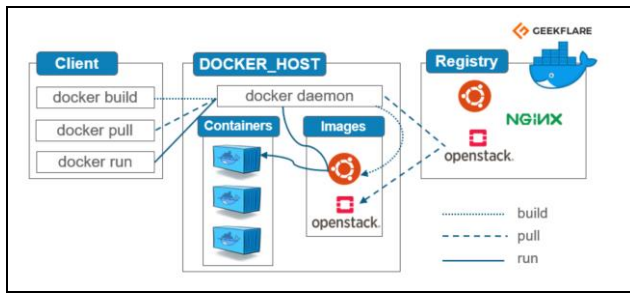 GEEKFLARE
Client
docker build
docker pull
docker run
DOCKER_HOST
docker daemon
Containers
Images
openstack.
Registry
NGINX
openstack.
build
pull
run